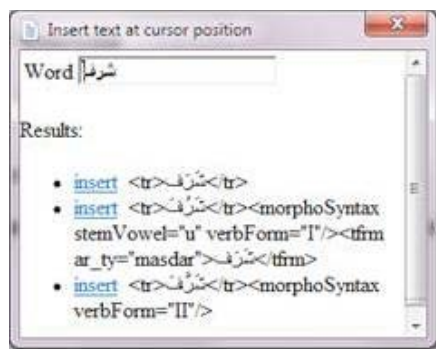 Insert text at cursor position
Word شرف
Results:
insert <tr>شَرَف</tr>
insert <tr>شَرُفَ</tr><morphoSyntax
stemVowel="u" verbForm="I"/><tfrm
ar_ty="masdar">شَرَف</tfrm>
insert <tr>شَرَّفَ</tr><morphoSyntax
verbForm="II"/>